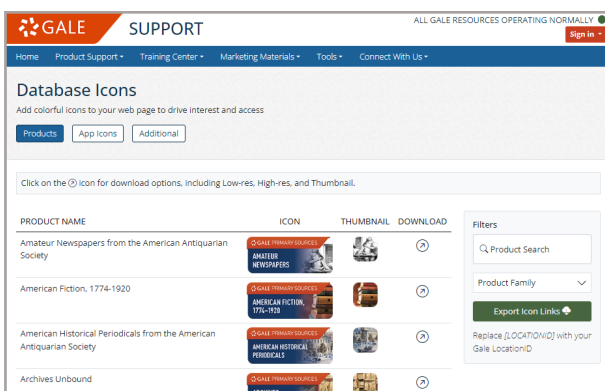 GALE
SUPPORT
ALL GALE RESOURCES OPERATING NORMALLY
Sign in
Home Product Support Training Center Marketing Materials Tools Connect With Us
Database Icons
Add colorful icons to your web page to drive interest and access
Products App Icons Additional
Click on the icon for download options, including Low-res, High-res, and Thumbnail.
PRODUCT NAME ICON THUMBNAIL DOWNLOAD
Amateur Newspapers from the American Antiquarian
Society
GALE PRIMARY SOURCES
AMATEUR
NEWSPAPERS
American Fiction, 1774-1920
GALE PRIMARY SOURCES
AMERICAN FICTION,
1774-1920
American Historical Periodicals from the American
Antiquarian Society
GALE PRIMARY SOURCES
AMERICAN HISTORICAL
PERIODICALS
Archives Unbound
GALE PRIMARY SOURCES
Filters
Product Search
Product Family
Export Icon Links
Replace [LOCATIONID] with your
Gale LocationID